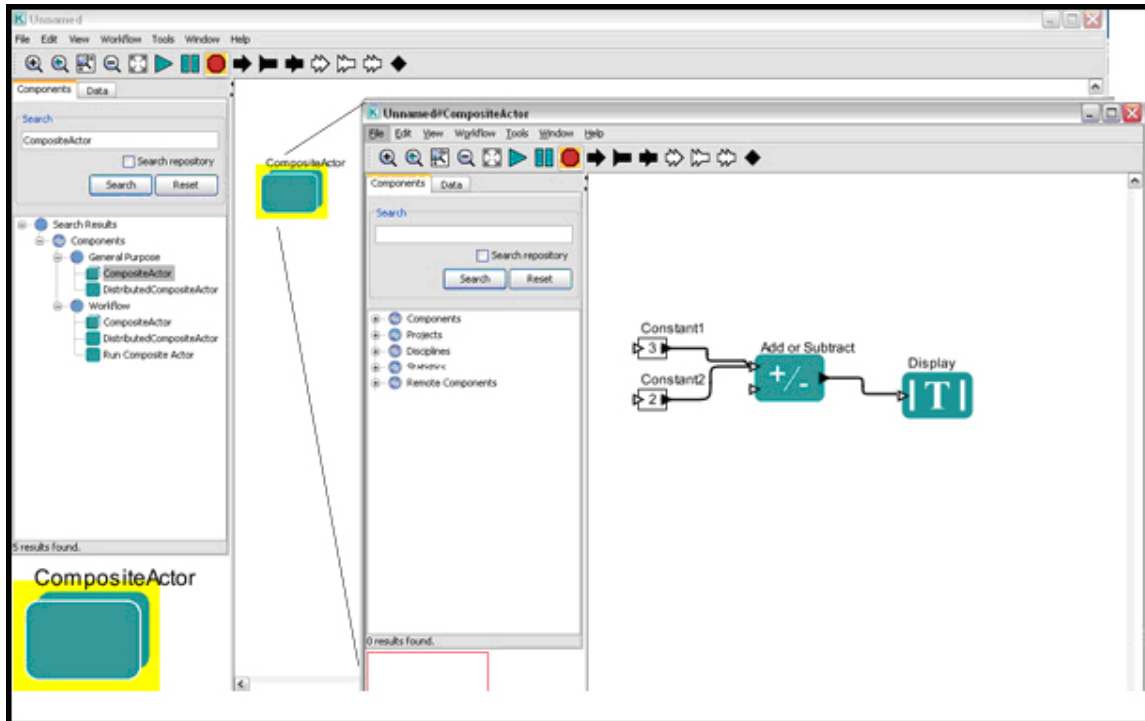 Unnamed
File Edit View Workflow Tools Window Help
Components Data
Search
CompositeActor
Search repository
Search Reset
Search Results
Components
General Purpose
CompositeActor
DistributedCompositeActor
Workflow
CompositeActor
DistributedCompositeActor
Run Composite Actor
5 results found.
CompositeActor
CompositeActor
Unnamed#CompositeActor
File Edit View Workflow Tools Window Help
Components Data
Search
Search repository
Search Reset
Components
Projects
Disciplines
Statistics
Remote Components
0 results found.
Constant1
3
Constant2
2
Add or Subtract
+/-
Display
T